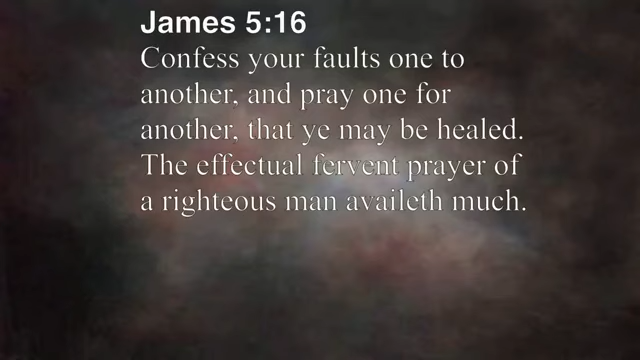 James 5:16
Confess your faults one to
another, and pray one for
another, that ye may be healed.
The effectual fervent prayer of
a righteous man availeth much.